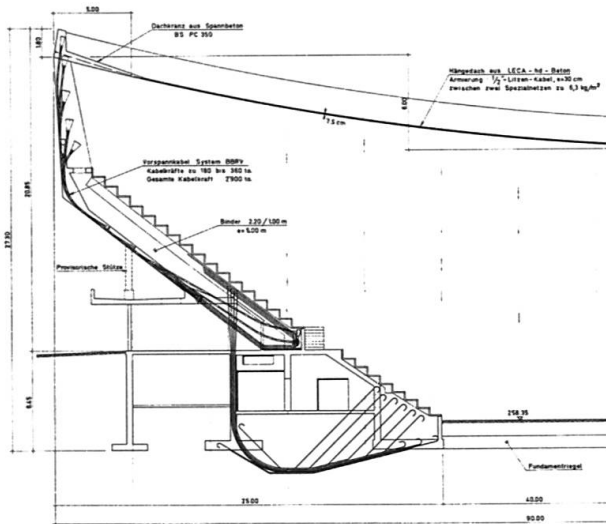 5.00
Dachkranz aus Spannbeton
BS PC 350
1.80
Hängedach aus LECA - hd - Beton
Armierung ½"-Litzen-Kabel, e=30 cm
zwischen zwei Spezialnetzen zu 6,3 kg/m²
6.00
7.5 cm
Vorspannkabel System BBRV
Kabelkräfte zu 180 bis 360 to.
Gesamte Kabelkraft 2'900 to.
20.85
27.30
Binder 2.20/1.00 m
e=5.00 m
Provisorische Stütze
6.45
258.35
Fundamentriegel
25.00
40.00
90.00